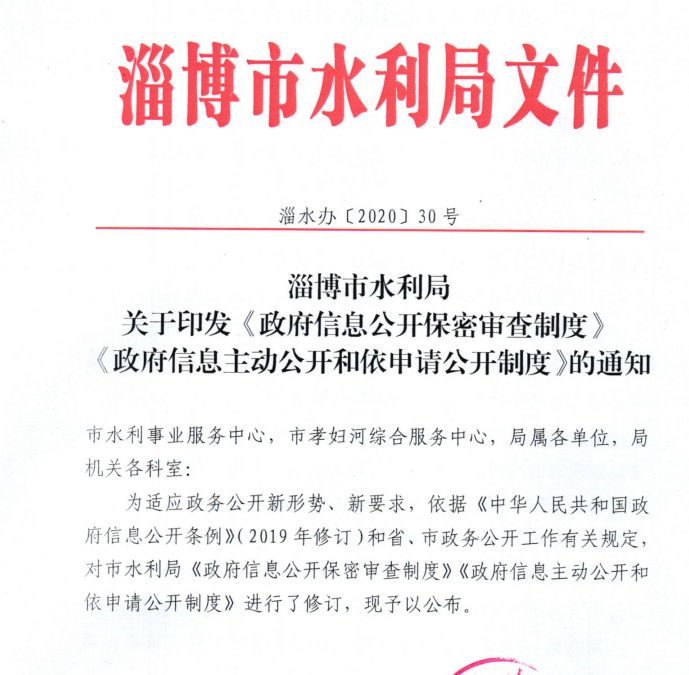 淄博市水利局文件
淄水办〔2020〕30号
淄博市水利局
关于印发《政府信息公开保密审查制度》
《政府信息主动公开和依申请公开制度》的通知
市水利事业服务中心，市孝妇河综合服务中心，局属各单位，局
机关各科室：
为适应政务公开新形势、新要求，依据《中华人民共和国政
府信息公开条例》（2019年修订）和省、市政务公开工作有关规定，
对市水利局《政府信息公开保密审查制度》《政府信息主动公开和
依申请公开制度》进行了修订，现予以公布。